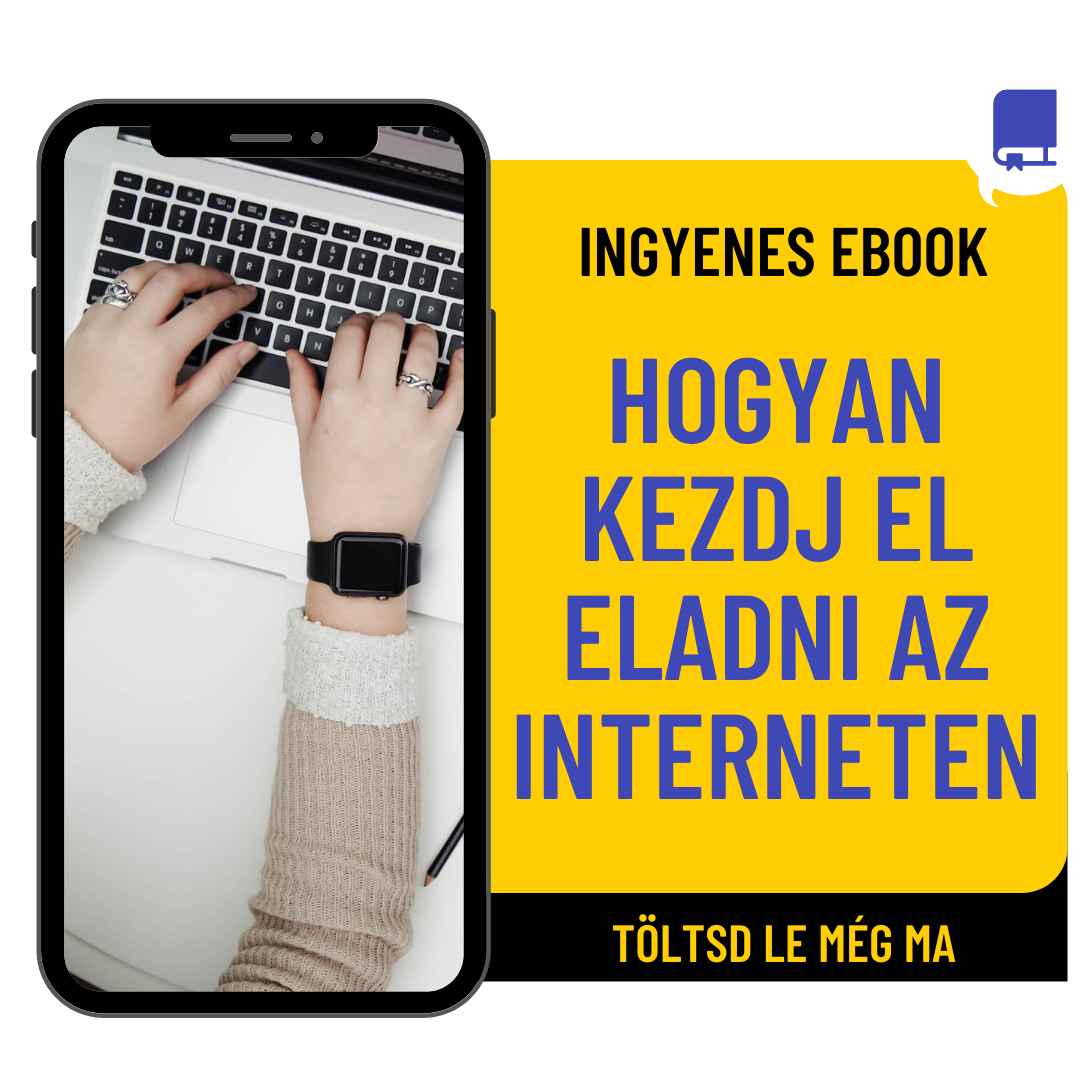 INGYENES EBOOK
HOGYAN
KEZDJ EL
ELADNI AZ
INTERNETEN
TÖLTSD LE MÉG MA